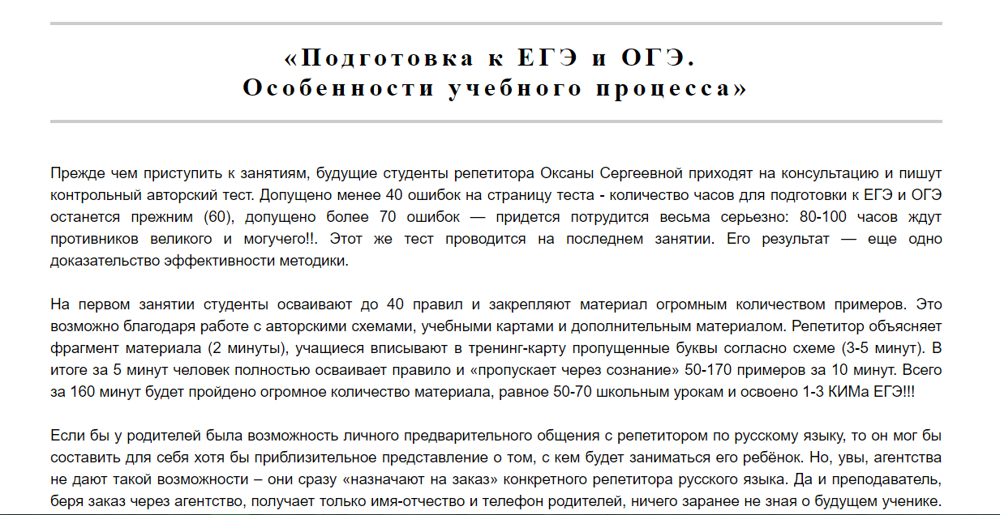 «Подготовка к ЕГЭ и ОГЭ.
Особенности учебного процесса»
Прежде чем приступить к занятиям, будущие студенты репетитора Оксаны Сергеевной приходят на консультацию и пишут
контрольный авторский тест. Допущено менее 40 ошибок на страницу теста - количество часов для подготовки к ЕГЭ и ОГЭ
останется прежним (60), допущено более 70 ошибок — придется потрудится весьма серьезно: 80-100 часов ждут
противников великого и могучего!!. Этот же тест проводится на последнем занятии. Его результат — еще одно
доказательство эффективности методики.
На первом занятии студенты осваивают до 40 правил и закрепляют материал огромным количеством примеров. Это
возможно благодаря работе с авторскими схемами, учебными картами и дополнительным материалом. Репетитор объясняет
фрагмент материала (2 минуты), учащиеся вписывают в тренинг-карту пропущенные буквы согласно схеме (3-5 минут). В
итоге за 5 минут человек полностью осваивает правило и «пропускает через сознание» 50-170 примеров за 10 минут. Всего
за 160 минут будет пройдено огромное количество материала, равное 50-70 школьным урокам и освоено 1-3 КИМа ЕГЭ!!!
Если бы у родителей была возможность личного предварительного общения с репетитором по русскому языку, то он мог бы
составить для себя хотя бы приблизительное представление о том, с кем будет заниматься его ребёнок. Но, увы, агентства
не дают такой возможности – они сразу «назначают на заказ» конкретного репетитора русского языка. Да и преподаватель,
беря заказ через агентство, получает только имя-отчество и телефон родителей, ничего заранее не зная о будущем ученике.